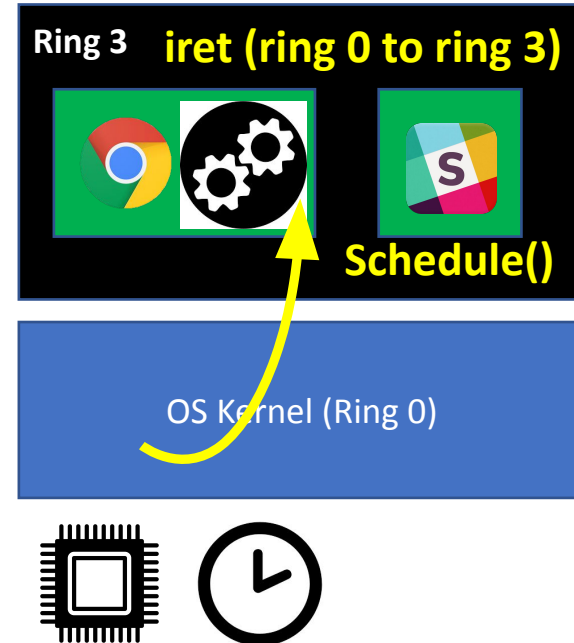 Ring 3
iret (ring 0 to ring 3)
S
Schedule()
OS Kernel (Ring 0)